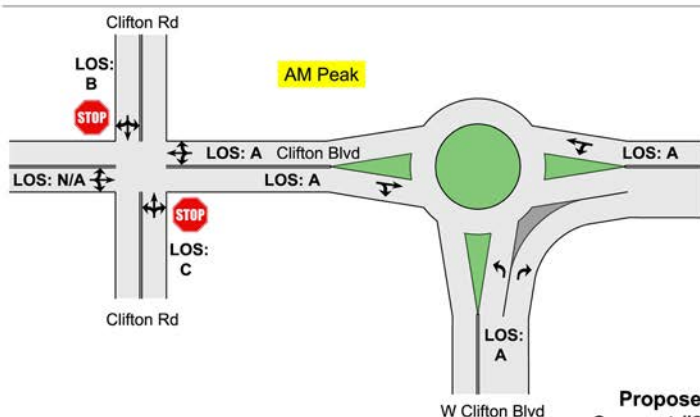 Clifton Rd
LOS:
B
AM Peak
STOP
LOS: A
Clifton Blvd
LOS: A
LOS: N/A
LOS: A
STOP
LOS:
C
Clifton Rd
LOS:
A
W Clifton Blvd
Propose